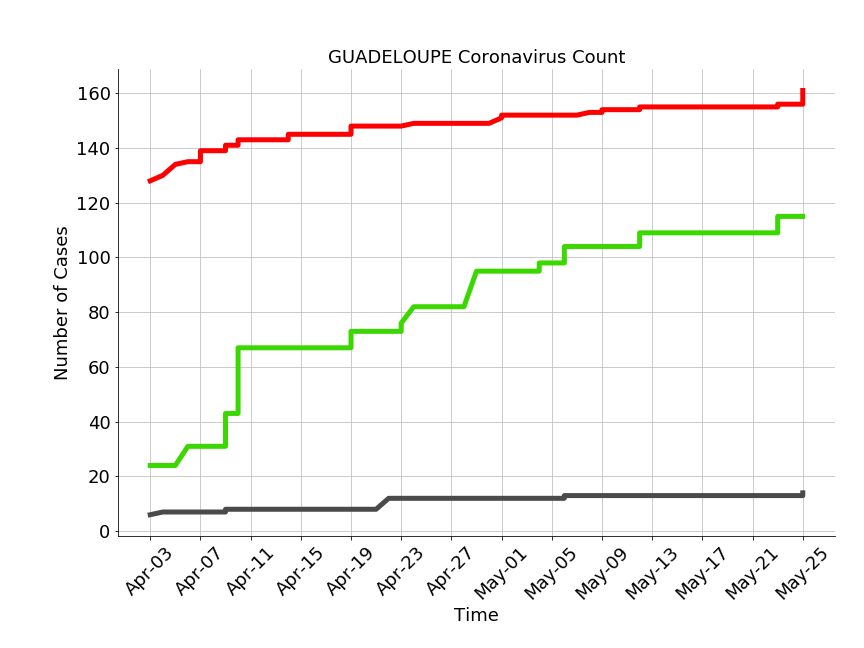 GUADELOUPE Coronavirus Count
160
140
120
100
80
60
40
20
0
Number of Cases
Apr-03
Apr-07
Apr-11
Apr-15
Apr-19
Apr-23
Apr-27
May-01
May-05
May-09
May-13
May-17
May-21
May-25
Time